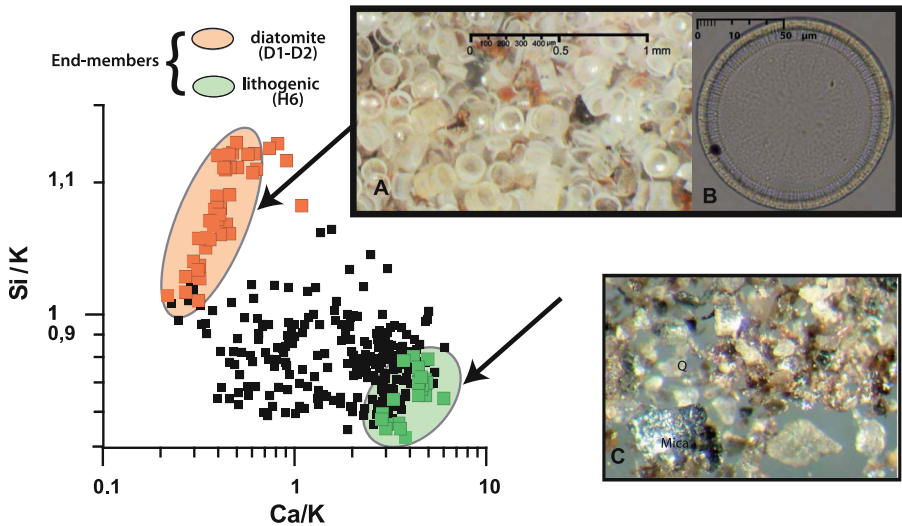 End-members
diatomite
(D1-D2)
lithogenic
(H6)
Si/K
1,1
1
0,9
0.1
1
10
Ca/K
0
100
200
300
400 µm
0.5
1 mm
A
0
10
50 µm
B
Q
Mica
C